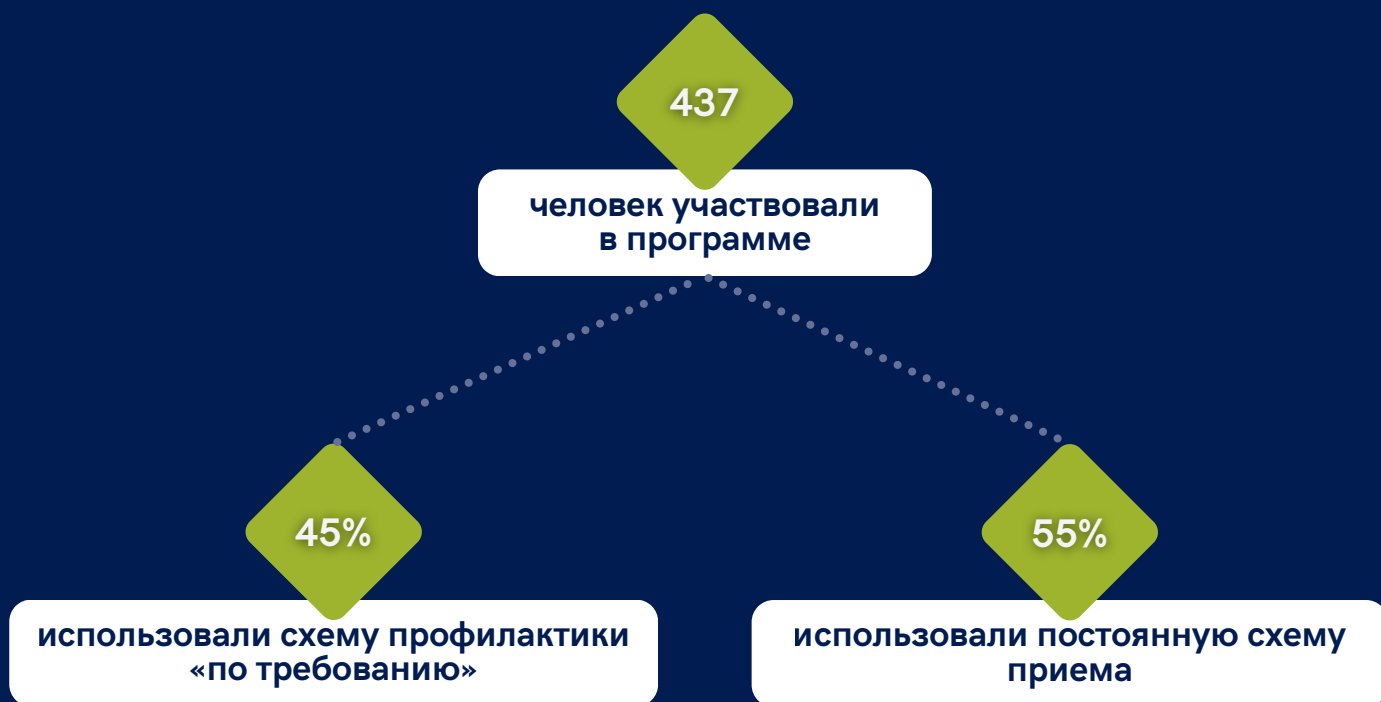 437
человек участвовали
в программе
45%
использовали схему профилактики
«по требованию»
55%
использовали постоянную схему
приема